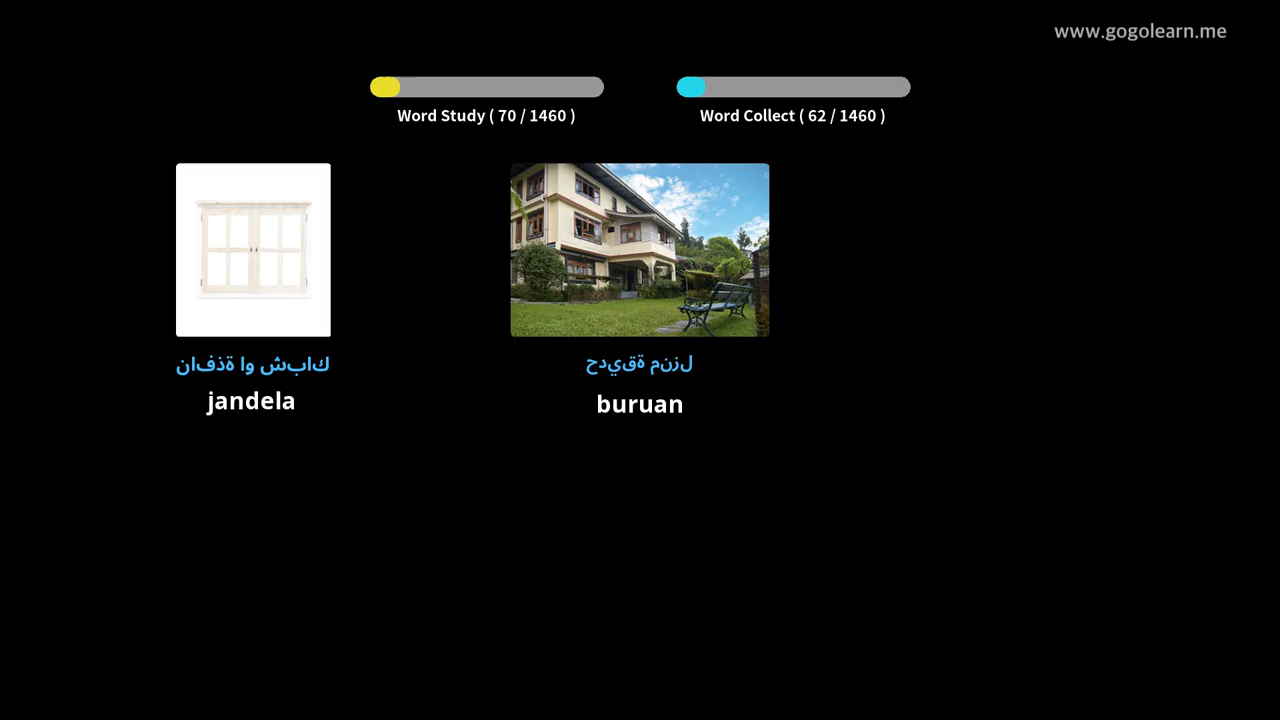 www.gogolearn.me
Word Study ( 70 / 1460 )
Word Collect ( 62 / 1460 )
نافذة او شباك
jandela
حديقة منزل
buruan